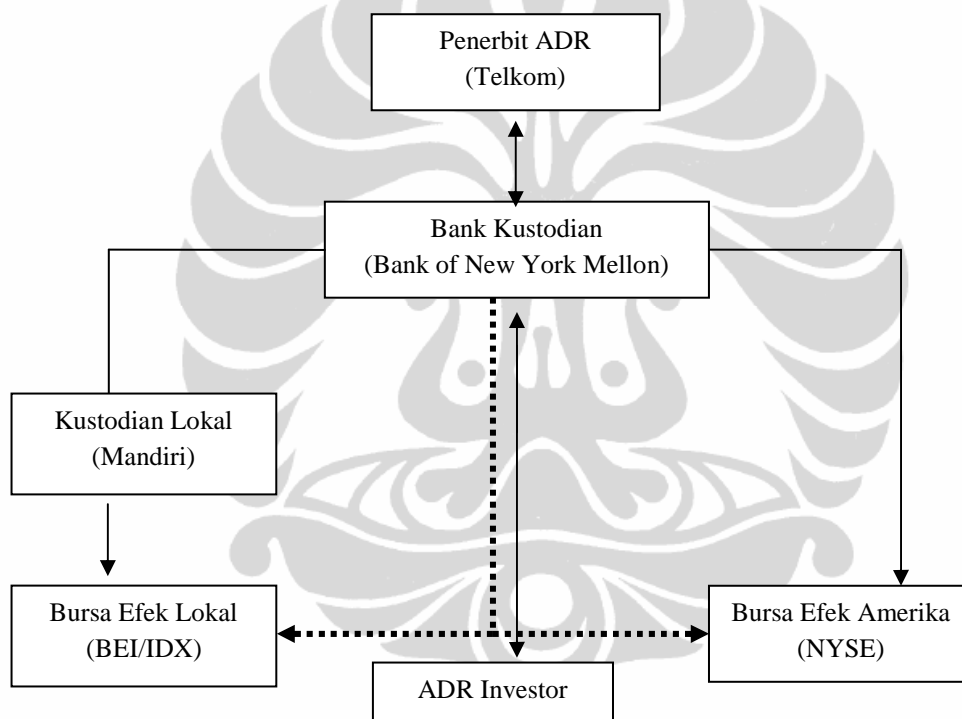 Penerbit ADR
(Telkom)
Bank Kustodian
(Bank of New York Mellon)
Kustodian Lokal
(Mandiri)
Bursa Efek Lokal
(BEI/IDX)
Bursa Efek Amerika
(NYSE)
ADR Investor